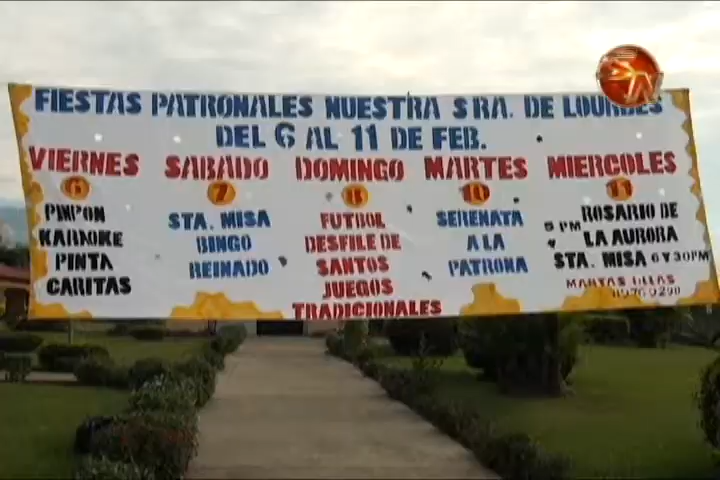 FIESTAS PATRONALES NUESTRA SRA. DE LOURDES
DEL 6 AL 11 DE FEB.
VIERNES
6
PINPON
KARAOKE
PINTA
CARITAS
SABADO
7
STA. MISA
BINGO
REINADO
DOMINGO
8
FUTBOL
DESFILE DE
SANTOS
JUEGOS
TRADICIONALES
MARTES
10
SERENATA
A LA
PATRONA
MIERCOLES
11
5 PM ROSARIO DE
LA AURORA
STA. MISA 6 Y 30PM